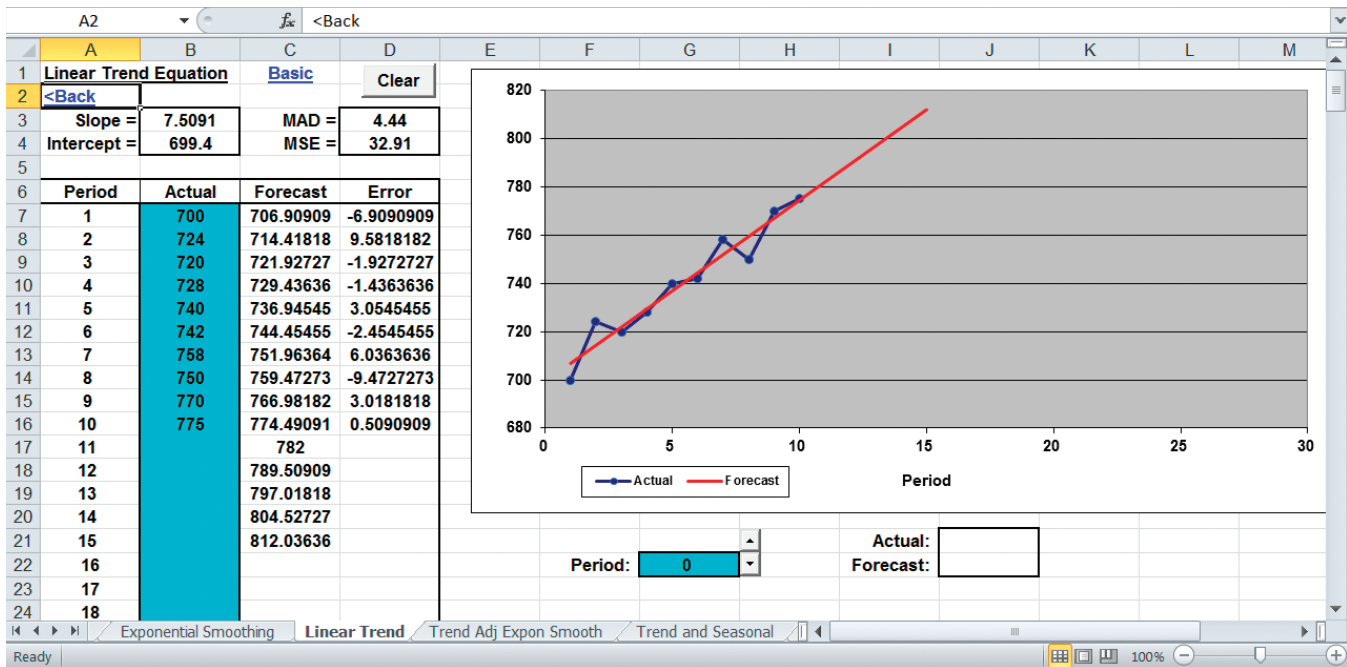 A2 fx <Back
A B C D E F G H I J K L M
1 Linear Trend Equation Basic Clear
2 <Back
3 Slope = 7.5091 MAD = 4.44
4 Intercept = 699.4 MSE = 32.91
5
6 Period Actual Forecast Error
7 1 700 706.90909 -6.9090909
8 2 724 714.41818 9.5818182
9 3 720 721.92727 -1.9272727
10 4 728 729.43636 -1.4363636
11 5 740 736.94545 3.0545455
12 6 742 744.45455 -2.4545455
13 7 758 751.96364 6.0363636
14 8 750 759.47273 -9.4727273
15 9 770 766.98182 3.0181818
16 10 775 774.49091 0.5090909
17 11 782
18 12 789.50909
19 13 797.01818
20 14 804.52727
21 15 812.03636
22 16
23 17
24 18
820
800
780
760
740
720
700
680
0 5 10 15 20 25 30
Actual Forecast
Period
Actual:
Period: 0 Forecast:
Exponential Smoothing Linear Trend Trend Adj Expon Smooth Trend and Seasonal
Ready 100%